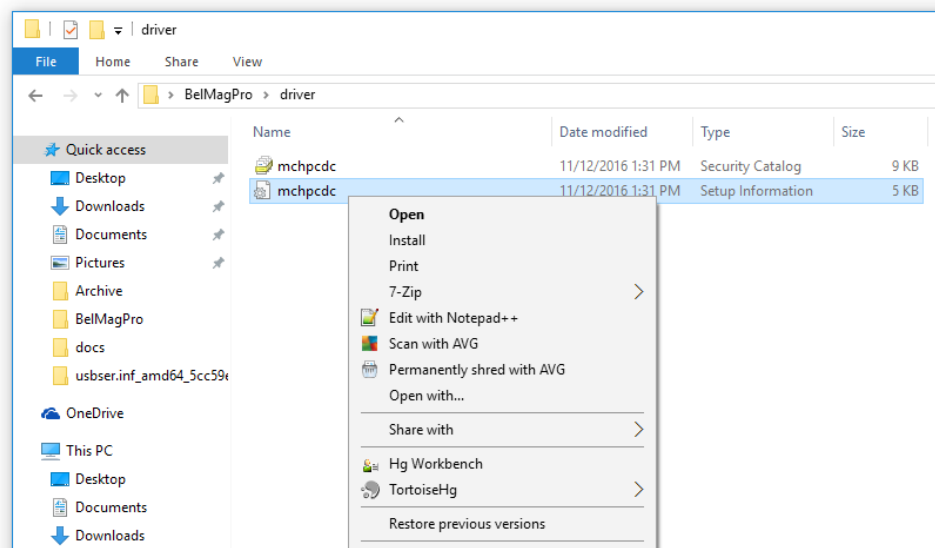 driver
File Home Share View
BelMagPro > driver
Name Date modified Type Size
Quick access
Desktop
Downloads
Documents
Pictures
Archive
BelMagPro
docs
usbser.inf_amd64_5cc59e
OneDrive
This PC
Desktop
Documents
Downloads
mchpcdc 11/12/2016 1:31 PM Security Catalog 9 KB
mchpcdc 11/12/2016 1:31 PM Setup Information 5 KB
Open
Install
Print
7-Zip
Edit with Notepad++
Scan with AVG
Permanently shred with AVG
Open with...
Share with
Hg Workbench
TortoiseHg
Restore previous versions